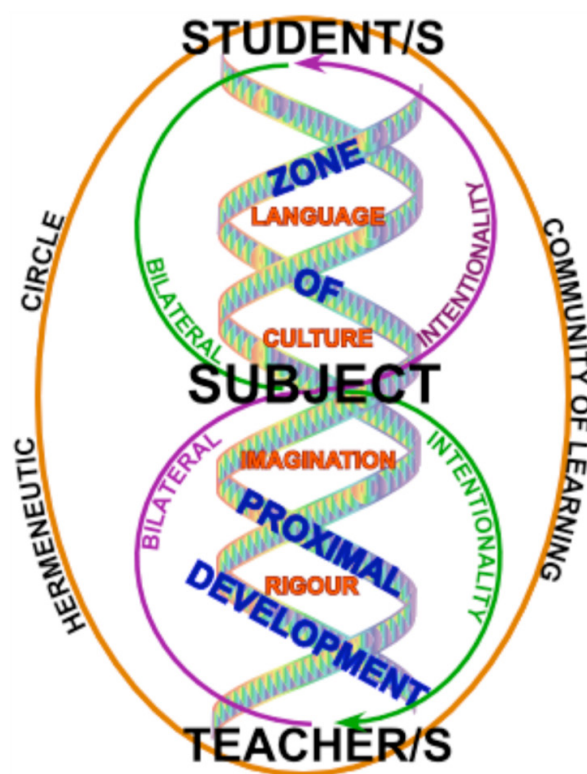 STUDENT/S
ZONE
LANGUAGE
OF
CULTURE
BILATERAL
INTENTIONALITY
CIRCLE
HERMENEUTIC
COMMUNITY OF LEARNING
SUBJECT
BILATERAL
INTENTIONALITY
IMAGINATION
PROXIMAL
RIGOUR
DEVELOPMENT
TEACHER/S